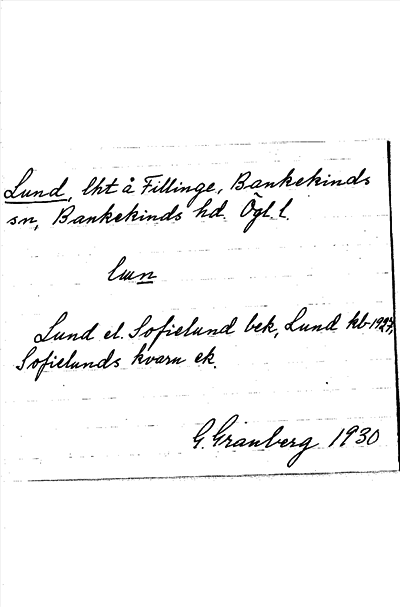 Lund, lht å Fillinge, Bankekinds
sn, Bankekinds hd. Ögl. l.
lɯn
Lund el. Sofielund bek, Lund kb 1927,
Sofielunds kvarn ek.
G. Granberg 1930